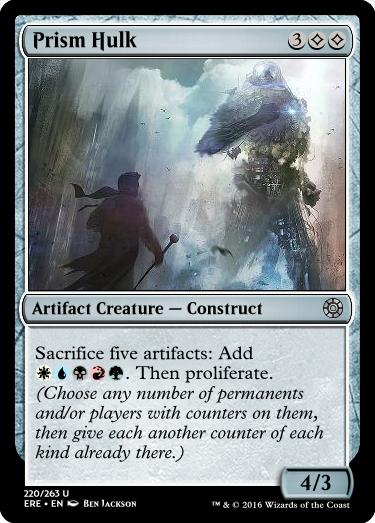 Prism Hulk 3
Artifact Creature — Construct
Sacrifice five artifacts: Add
. Then proliferate.
(Choose any number of permanents
and/or players with counters on them,
then give each another counter of each
kind already there.)
4/3
220/263 U
ERE • EN Ben Jackson ™ & © 2016 Wizards of the Coast